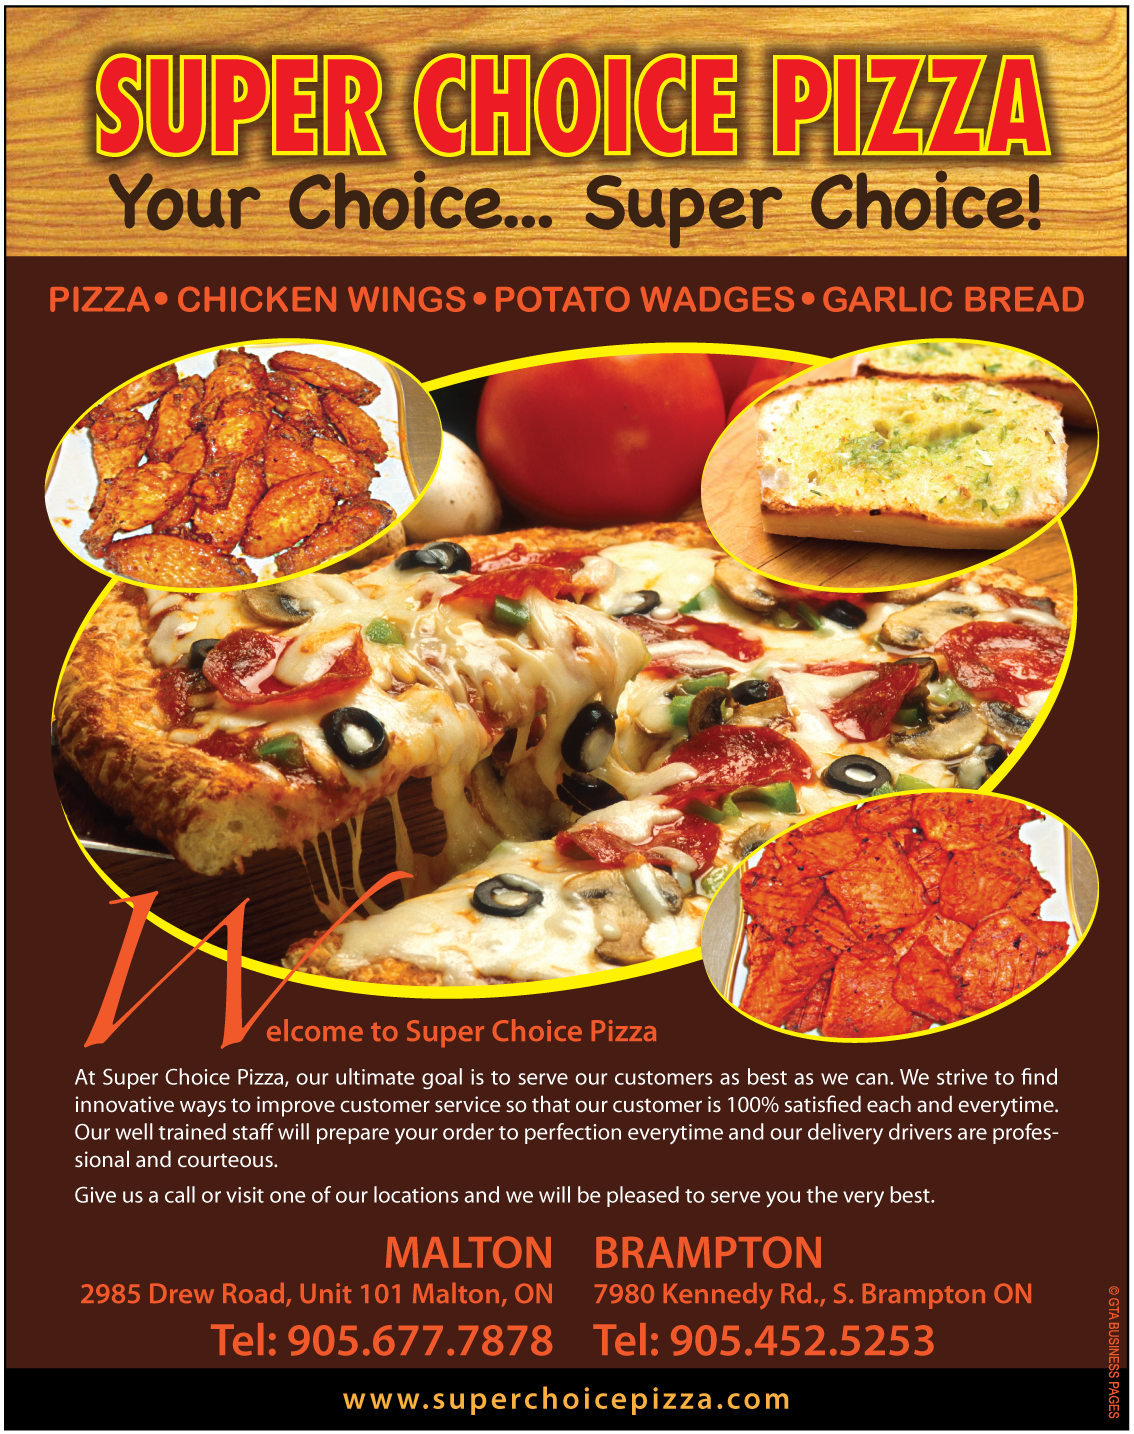 SUPER CHOICE PIZZA
Your Choice... Super Choice!
PIZZA • CHICKEN WINGS • POTATO WADGES • GARLIC BREAD
Welcome to Super Choice Pizza
At Super Choice Pizza, our ultimate goal is to serve our customers as best as we can. We strive to find
innovative ways to improve customer service so that our customer is 100% satisfied each and everytime.
Our well trained staff will prepare your order to perfection everytime and our delivery drivers are profes-
sional and courteous.
Give us a call or visit one of our locations and we will be pleased to serve you the very best.
MALTON
2985 Drew Road, Unit 101 Malton, ON
Tel: 905.677.7878
BRAMPTON
7980 Kennedy Rd., S. Brampton ON
Tel: 905.452.5253
© GTA BUSINESS PAGES
www.superchoicepizza.com